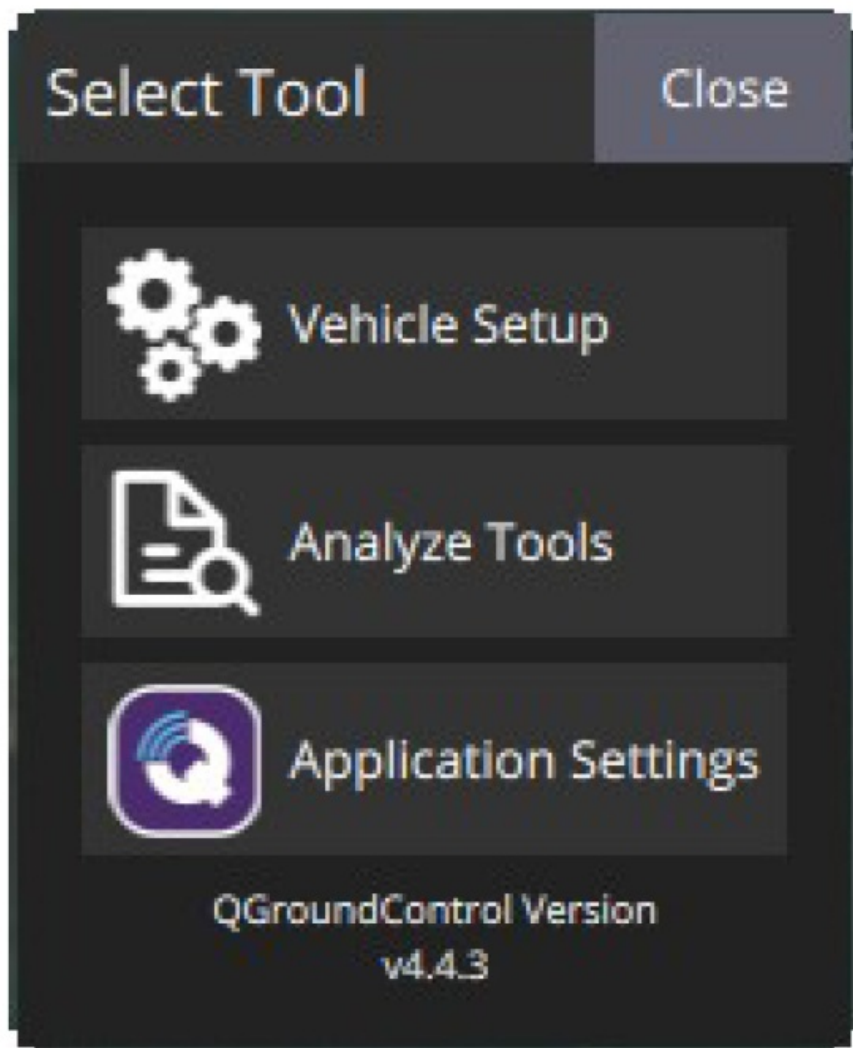 Select Tool
Close
Vehicle Setup
Analyze Tools
Application Settings
QGroundControl Version
v4.4.3